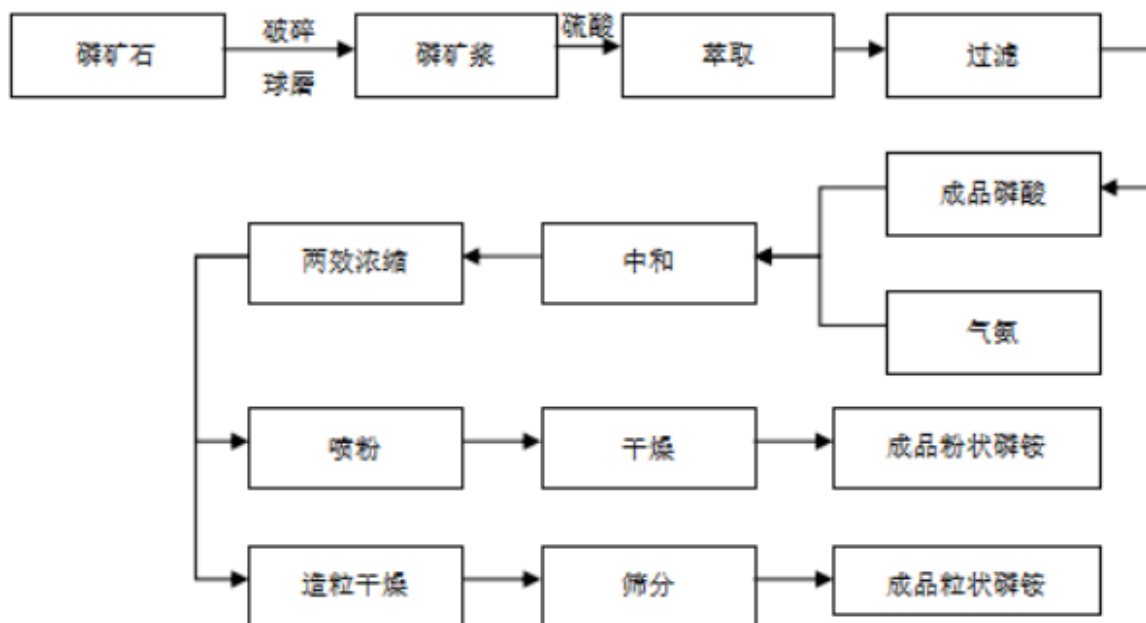 磷矿石
破碎
球磨
磷矿浆
硫酸
萃取
过滤
成品磷酸
两效浓缩
中和
气氨
喷粉
干燥
成品粉状磷铵
造粒干燥
筛分
成品粒状磷铵